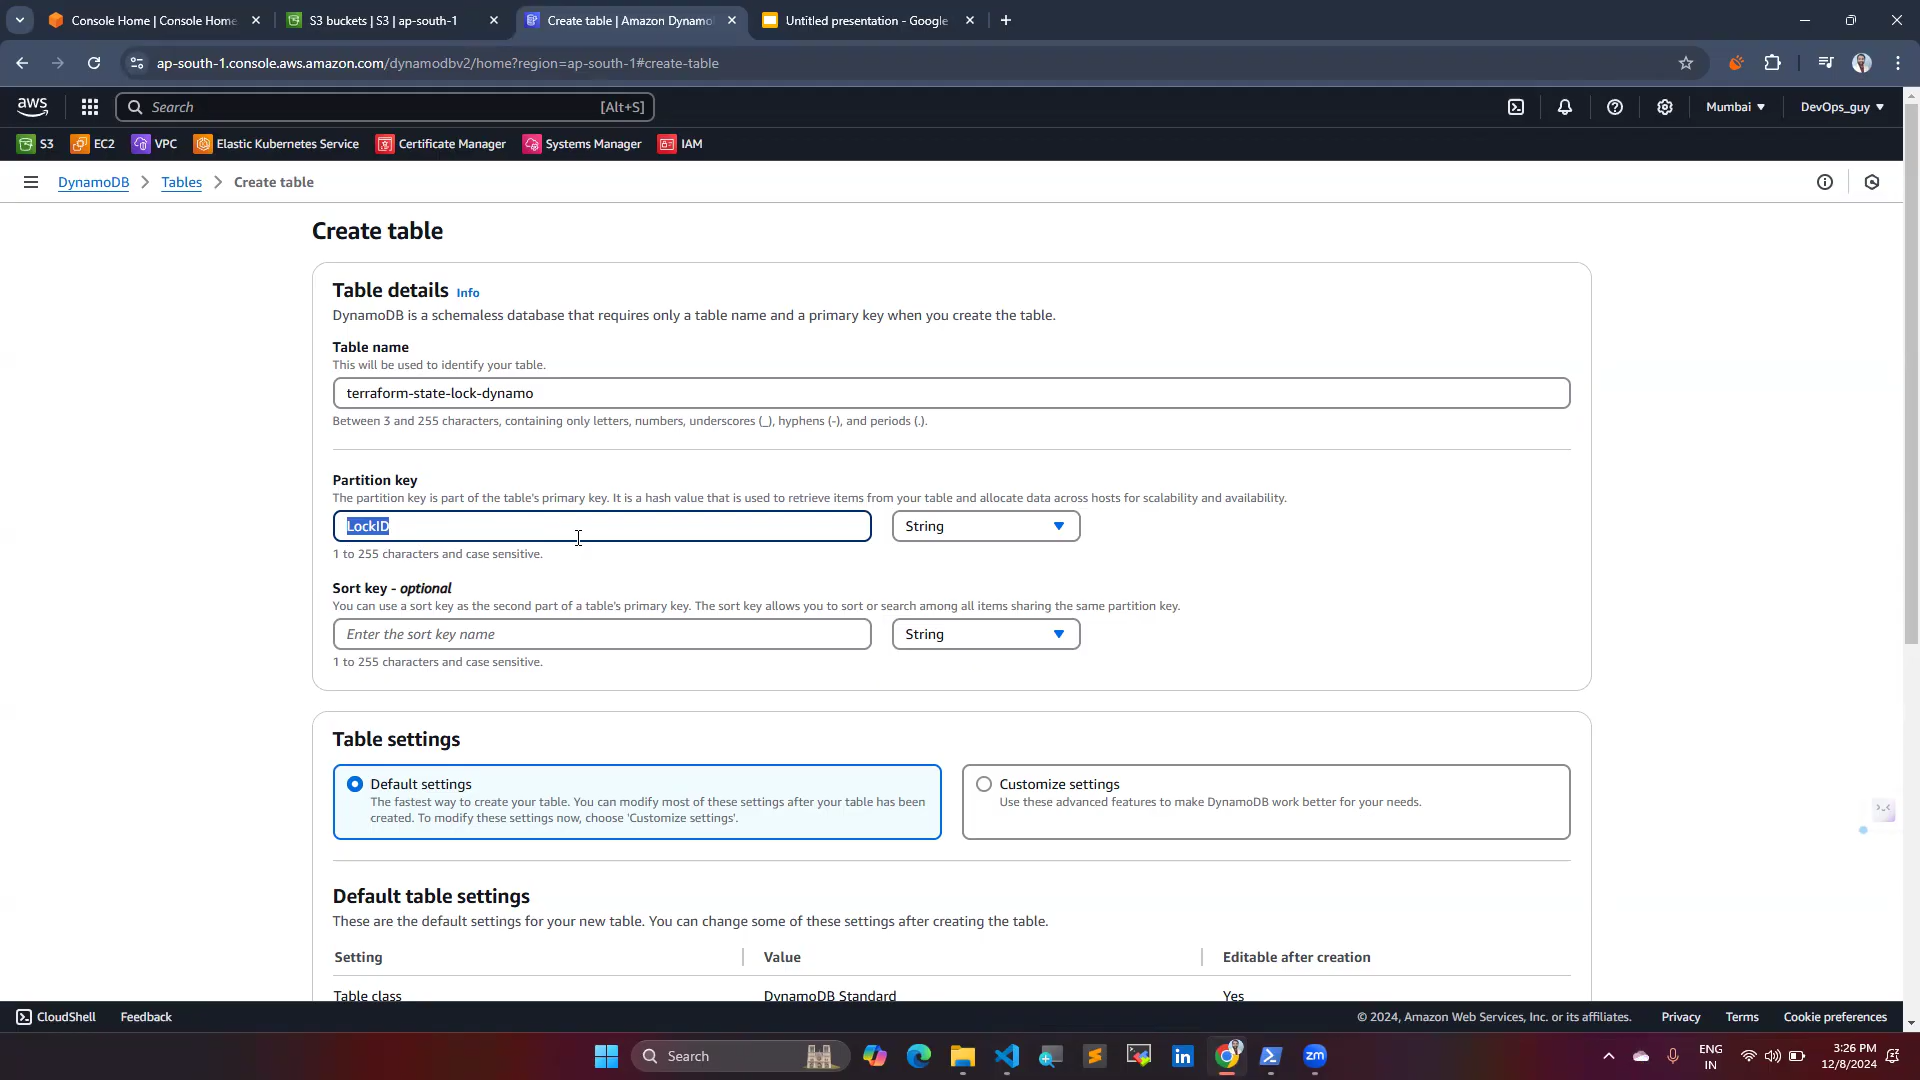 Console Home | Console Home
S3 buckets | S3 | ap-south-1
Create table | Amazon Dynamo
Untitled presentation - Google
ap-south-1.console.aws.amazon.com/dynamodbv2/home?region=ap-south-1#create-table
aws
Search
[Alt+S]
Mumbai
DevOps_guy
S3
EC2
VPC
Elastic Kubernetes Service
Certificate Manager
Systems Manager
IAM
DynamoDB
Tables
Create table
Create table
Table details Info
DynamoDB is a schemaless database that requires only a table name and a primary key when you create the table.
Table name
This will be used to identify your table.
terraform-state-lock-dynamo
Between 3 and 255 characters, containing only letters, numbers, underscores (_), hyphens (-), and periods (.).
Partition key
The partition key is part of the table's primary key. It is a hash value that is used to retrieve items from your table and allocate data across hosts for scalability and availability.
LockID
String
1 to 255 characters and case sensitive.
Sort key - optional
You can use a sort key as the second part of a table's primary key. The sort key allows you to sort or search among all items sharing the same partition key.
Enter the sort key name
String
1 to 255 characters and case sensitive.
Table settings
Default settings
The fastest way to create your table. You can modify most of these settings after your table has been
created. To modify these settings now, choose 'Customize settings'.
Customize settings
Use these advanced features to make DynamoDB work better for your needs.
Default table settings
These are the default settings for your new table. You can change some of these settings after creating the table.
Setting
Value
Editable after creation
Table class
DynamoDB Standard
Yes
CloudShell
Feedback
© 2024, Amazon Web Services, Inc. or its affiliates.
Privacy
Terms
Cookie preferences
Search
in
zm
ENG
IN
3:26 PM
12/8/2024